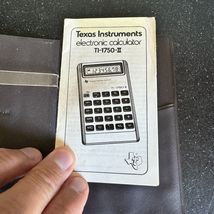 Texas Instruments
electronic calculator
TI-1750-II